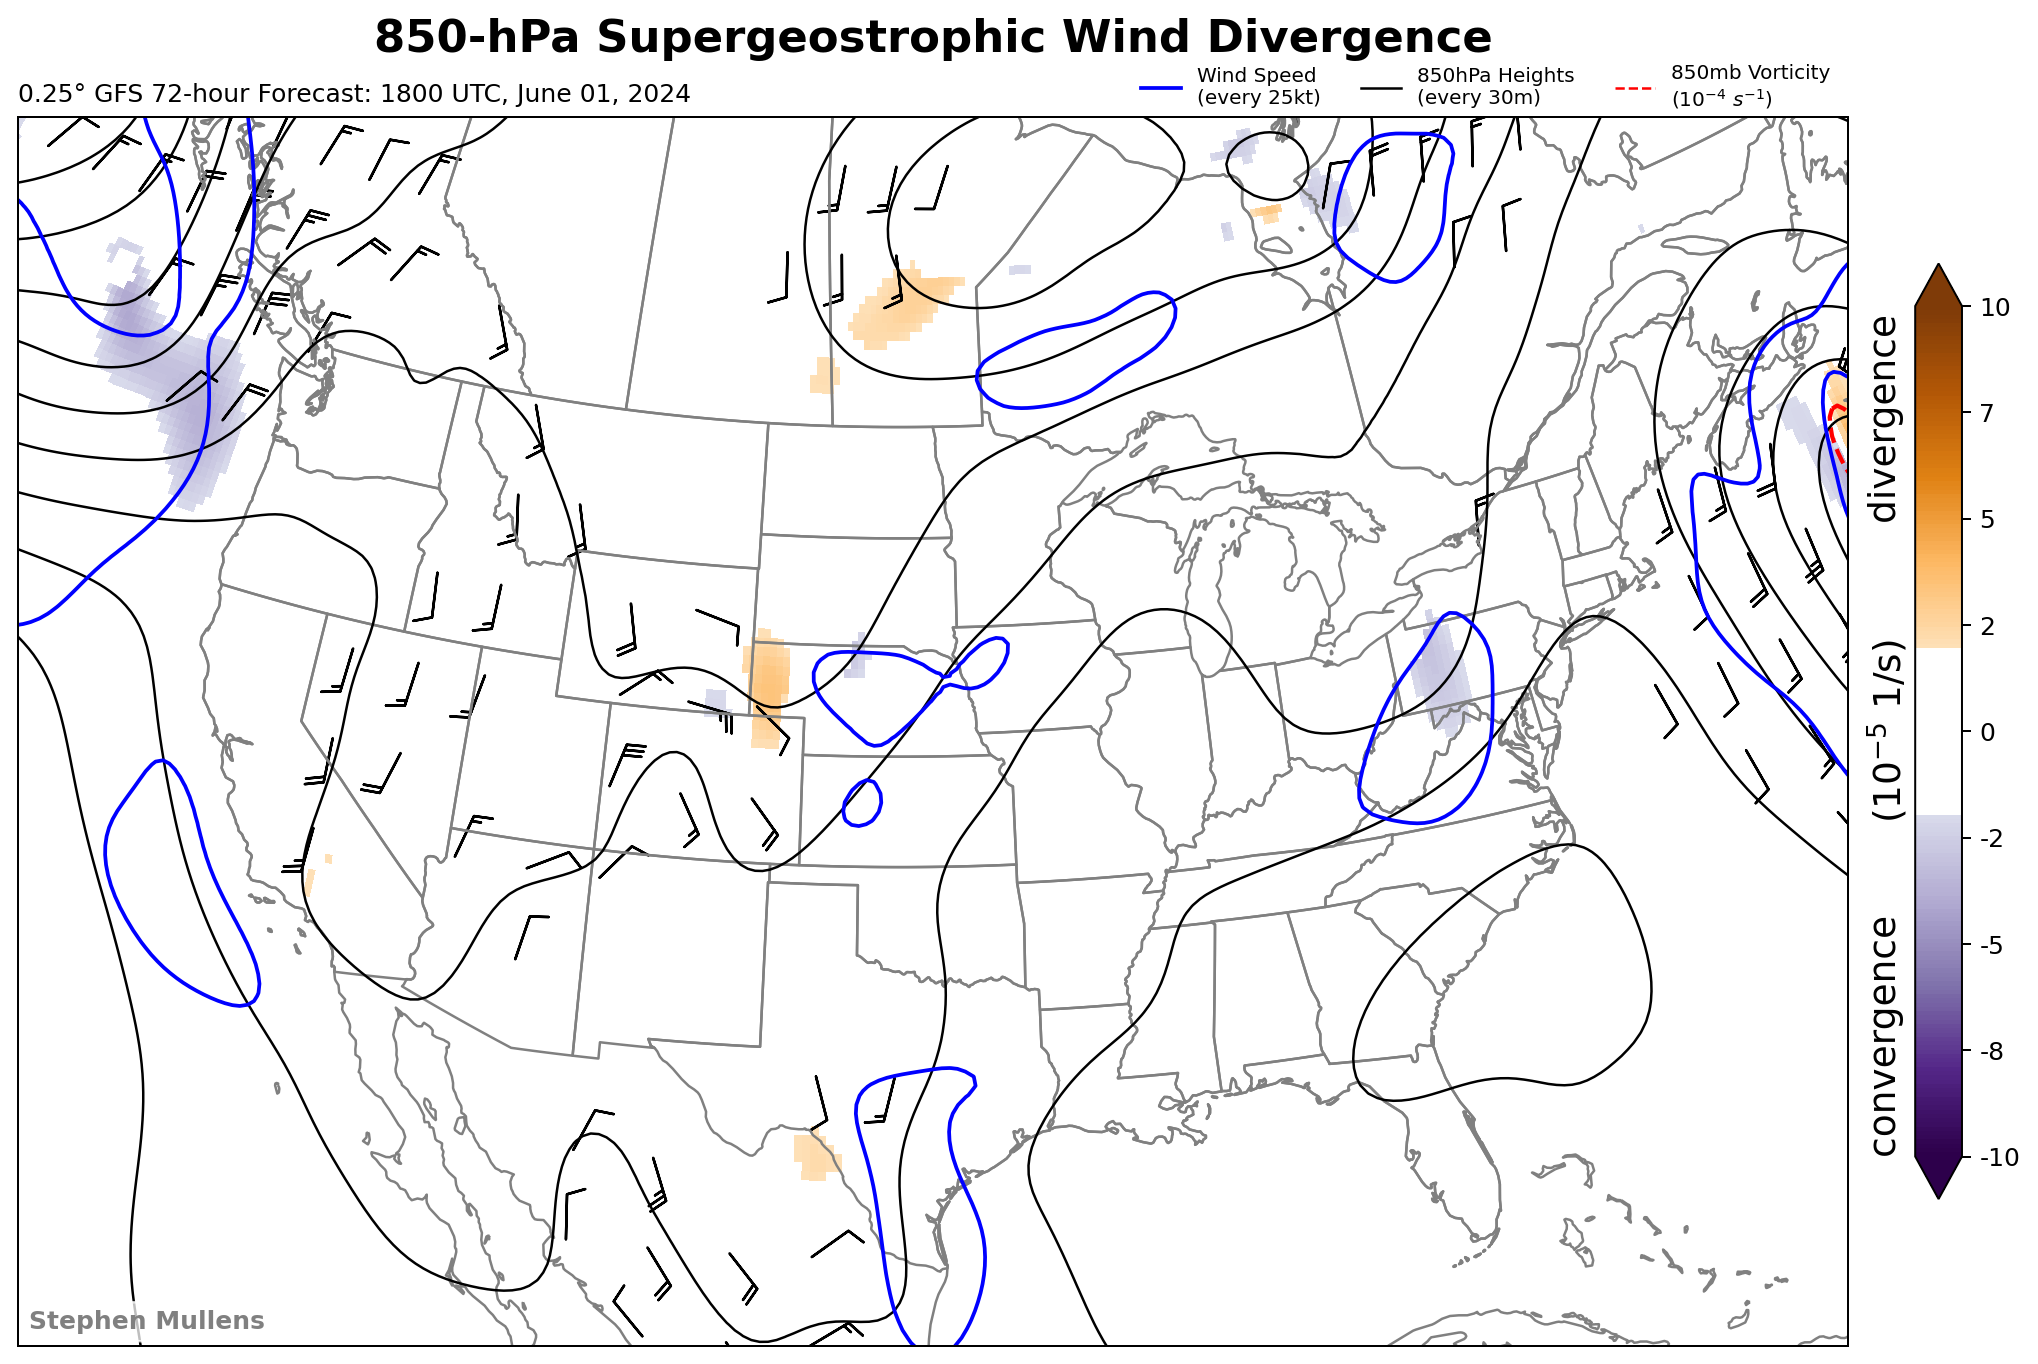 850-hPa Supergeostrophic Wind Divergence
0.25° GFS 72-hour Forecast: 1800 UTC, June 01, 2024
Wind Speed
(every 25kt)
850hPa Heights
(every 30m)
850mb Vorticity
(10⁻⁴ s⁻¹)
10
7
5
2
0
-2
-5
-8
-10
convergence (10⁻⁵ 1/s) divergence
Stephen Mullens